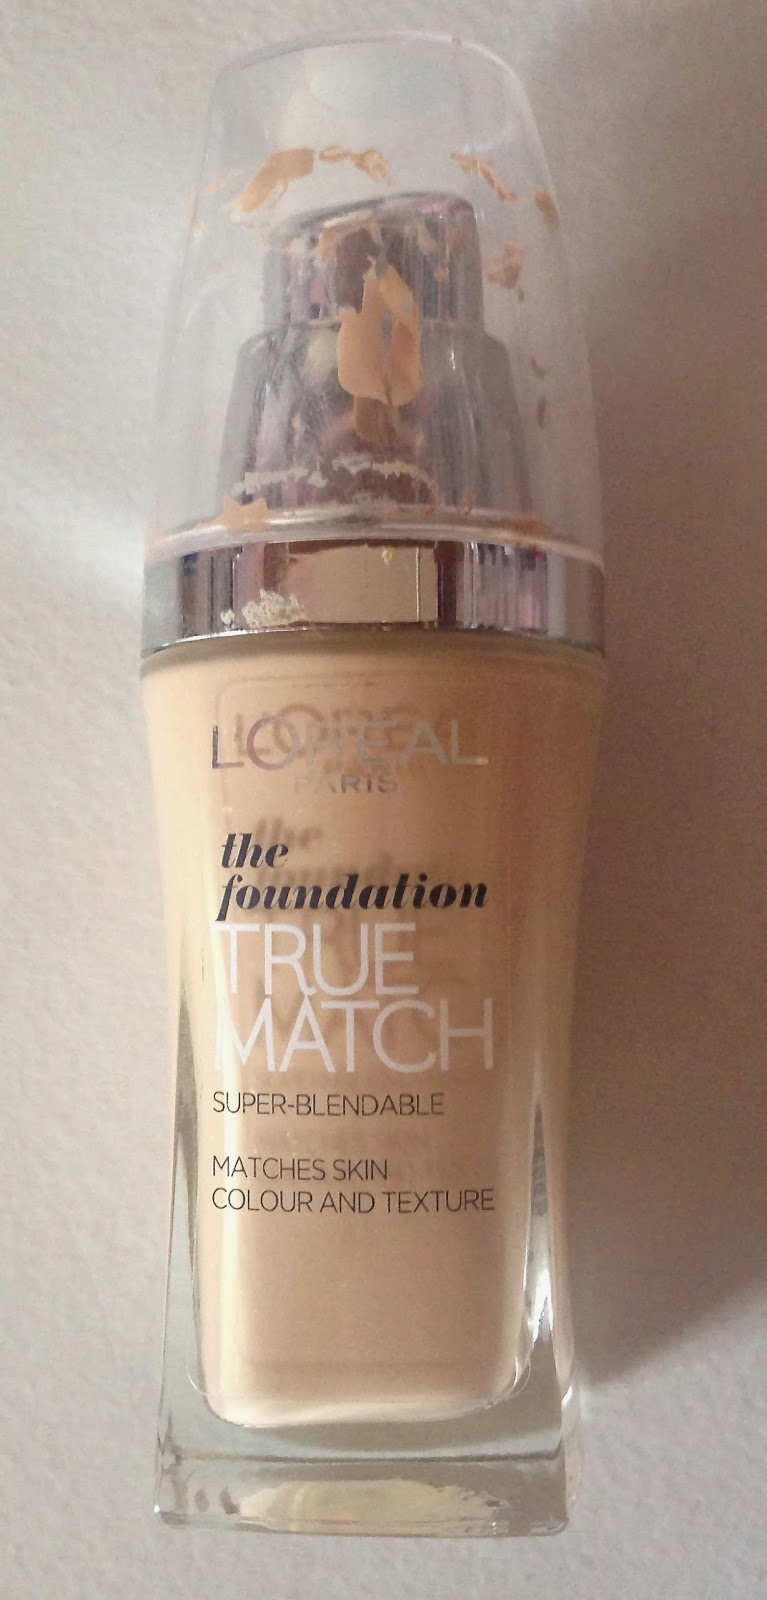 L'ORÉAL
PARIS
the
foundation
TRUE
MATCH
SUPER-BLENDABLE
MATCHES SKIN
COLOUR AND TEXTURE